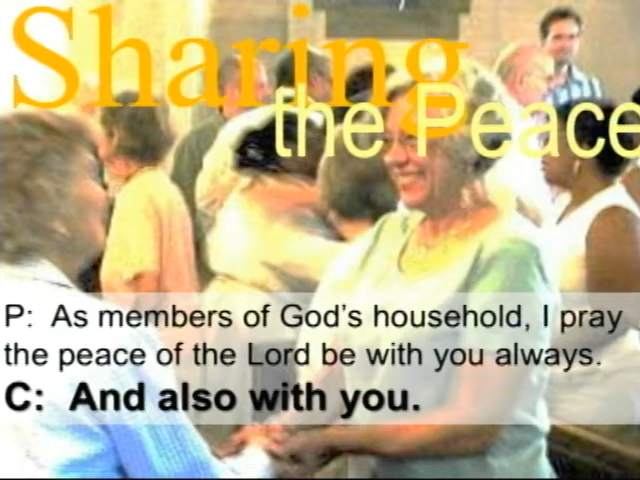 Sharing
the Peace
P:  As members of God's household, I pray
the peace of the Lord be with you always.
C:  And also with you.